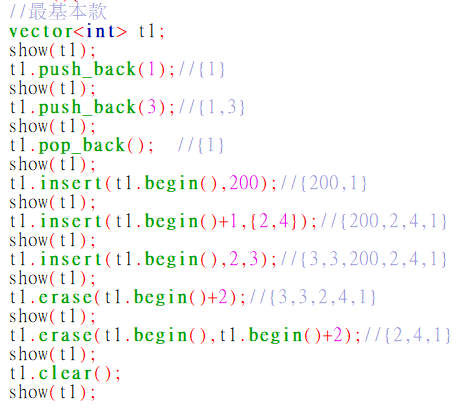 //最基本款
vector<int> t1;
show(t1);
t1.push_back(1);//{1}
show(t1);
t1.push_back(3);//{1,3}
show(t1);
t1.pop_back();  //{1}
show(t1);
t1.insert(t1.begin(),200);//{200,1}
show(t1);
t1.insert(t1.begin()+1,{2,4});//{200,2,4,1}
show(t1);
t1.insert(t1.begin(),2,3);//{3,3,200,2,4,1}
show(t1);
t1.erase(t1.begin()+2);//{3,3,2,4,1}
show(t1);
t1.erase(t1.begin(),t1.begin()+2);//{2,4,1}
show(t1);
t1.clear();
show(t1);